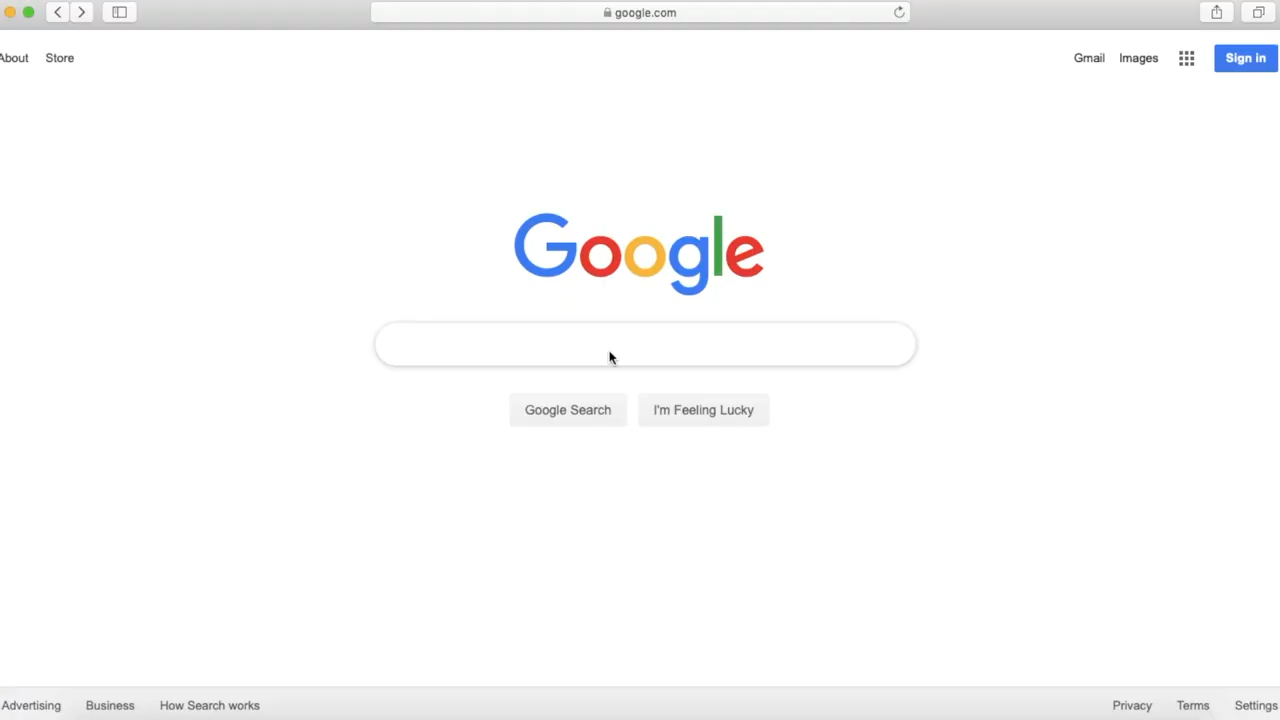 google.com
About Store Gmail Images Sign in
Google
Google Search I'm Feeling Lucky
Advertising Business How Search works Privacy Terms Settings